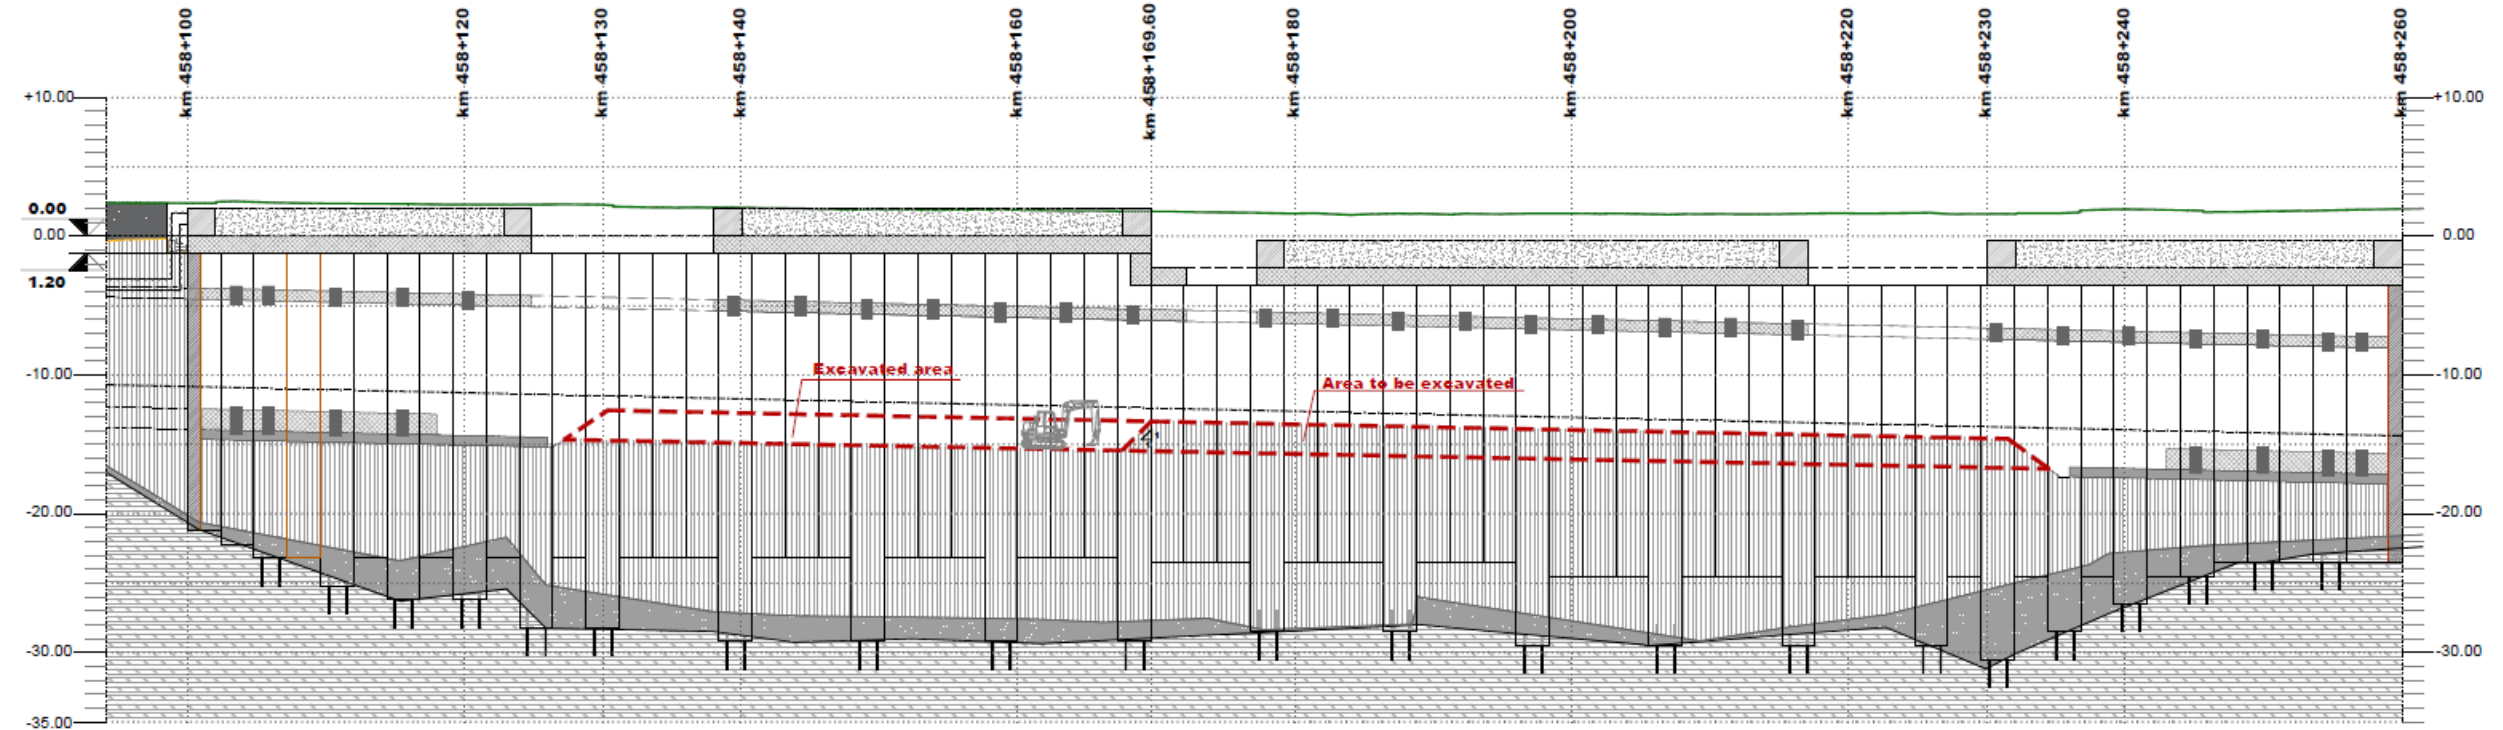 km 458+100
km 458+120
km 458+130
km 458+140
km 458+160
km 458+169.60
km 458+180
km 458+200
km 458+220
km 458+230
km 458+240
km 458+260
+10.00
+10.00
0.00
0.00
0.00
1.20
-10.00
-10.00
Excavated area
Area to be excavated
-20.00
-20.00
-30.00
-30.00
-35.00